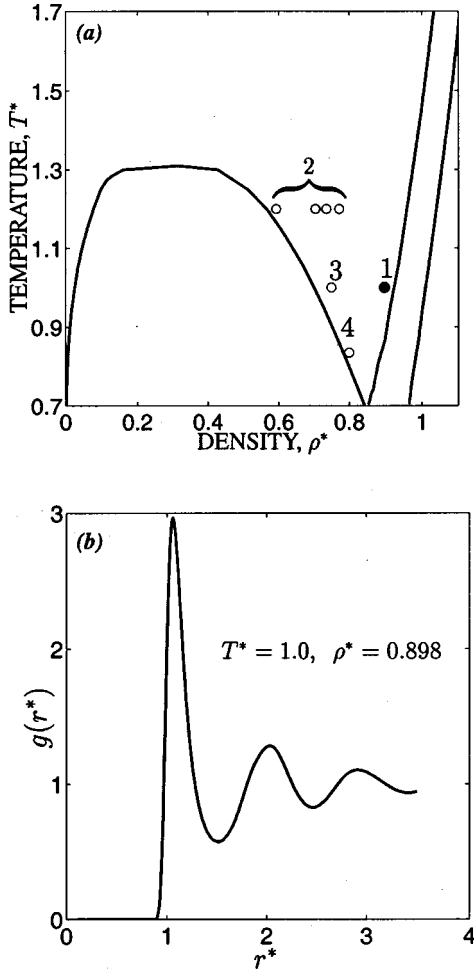 (a)
1.7
1.5
1.3
1.1
0.9
0.7
TEMPERATURE, T*
2
3
1
4
0 0.2 0.4 0.6 0.8 1
DENSITY, ρ*
(b)
3
2
1
0
g(r*)
T* = 1.0, ρ* = 0.898
0 1 2 3 4
r*